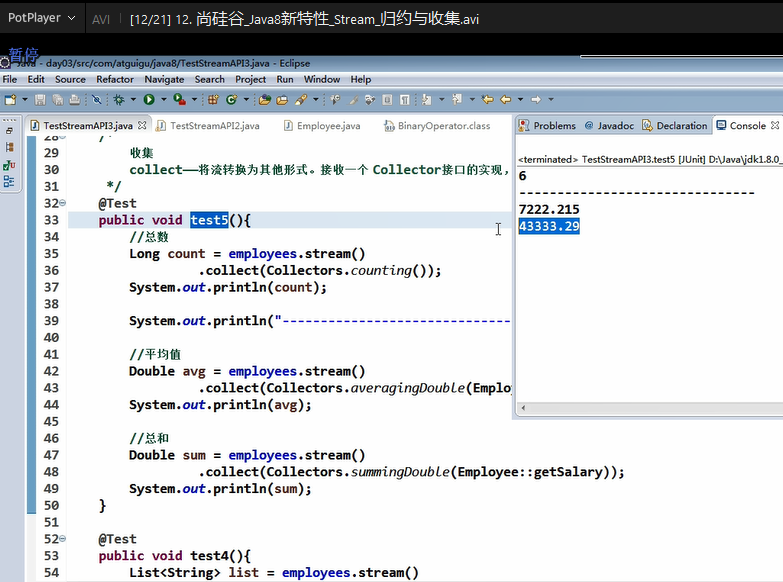 PotPlayer AVI [12/21] 12. 尚硅谷_Java8新特性_Stream_归约与收集.avi
暂停
Java - day03/src/com/atguigu/java8/TestStreamAPI3.java - Eclipse
File Edit Source Refactor Navigate Search Project Run Window Help
TestStreamAPI3.java TestStreamAPI2.java Employee.java BinaryOperator.class
Problems @ Javadoc Declaration Console
<terminated> TestStreamAPI3.test5 [JUnit] D:\Java\jdk1.8.0_
6
-------------------------------
7222.215
43333.29
28 /*
29 收集
30 collect——将流转换为其他形式。接收一个 Collector接口的实现,
31 */
32 @Test
33 public void test5(){
34 //总数
35 Long count = employees.stream()
36 .collect(Collectors.counting());
37 System.out.println(count);
38
39 System.out.println("------------------------------
40
41 //平均值
42 Double avg = employees.stream()
43 .collect(Collectors.averagingDouble(Emplo
44 System.out.println(avg);
45
46 //总和
47 Double sum = employees.stream()
48 .collect(Collectors.summingDouble(Employee::getSalary));
49 System.out.println(sum);
50 }
51
52 @Test
53 public void test4(){
54 List<String> list = employees.stream()